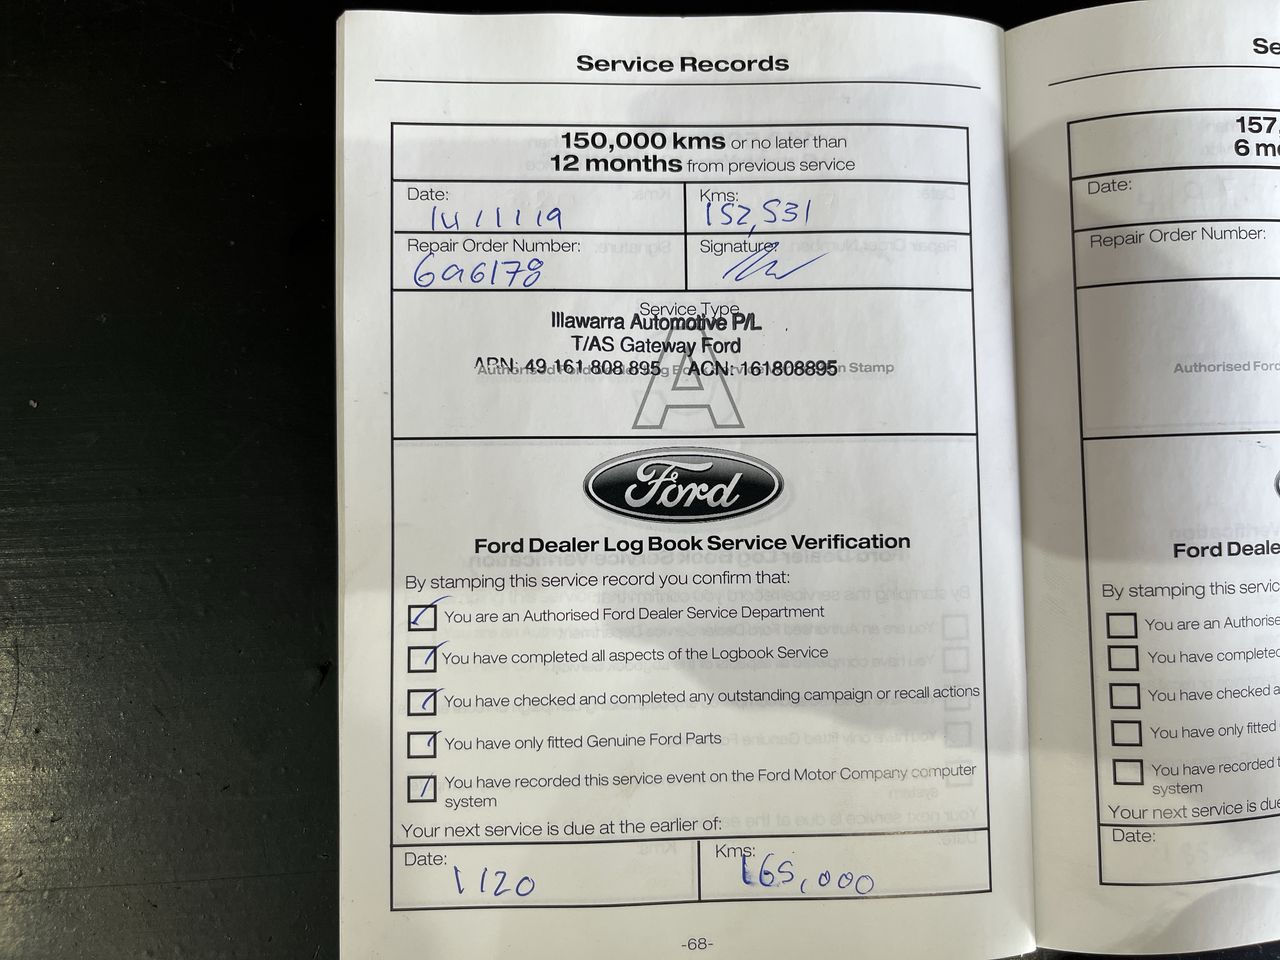 Service Records
150,000 kms or no later than
12 months from previous service
Date:
14/11/19
Kms:
152,531
Repair Order Number:
6a6178
Signature:
Service Type
Illawarra Automotive P/L
T/AS Gateway Ford
ABN: 49 161 808 895 ACN: 161808895
Stamp
A
Ford
Ford Dealer Log Book Service Verification
By stamping this service record you confirm that:
You are an Authorised Ford Dealer Service Department
You have completed all aspects of the Logbook Service
You have checked and completed any outstanding campaign or recall actions
You have only fitted Genuine Ford Parts
You have recorded this service event on the Ford Motor Company computer
system
Your next service is due at the earlier of:
Date:
1/20
Kms:
165,000
-68-
Se
157,
6 mo
Date:
Repair Order Number:
Authorised Ford
Ford Deale
By stamping this servic
You are an Authorise
You have completed
You have checked a
You have only fitted
You have recorded t
system
Your next service is due
Date: